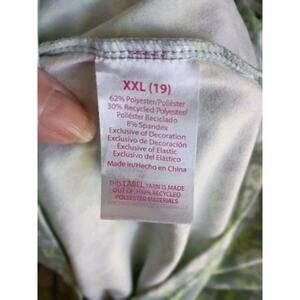 XXL (19)
62% Polyester/Poliéster
30% Recycled Polyester/
Poliéster Reciclado
8% Spandex
Exclusive of Decoration
Exclusivo de Decoración
Exclusive of Elastic
Exclusivo del Elástico
Made in/Hecho en China
THIS LABEL YARN IS MADE
OUT OF 100% RECYCLED
POLYESTER MATERIALS